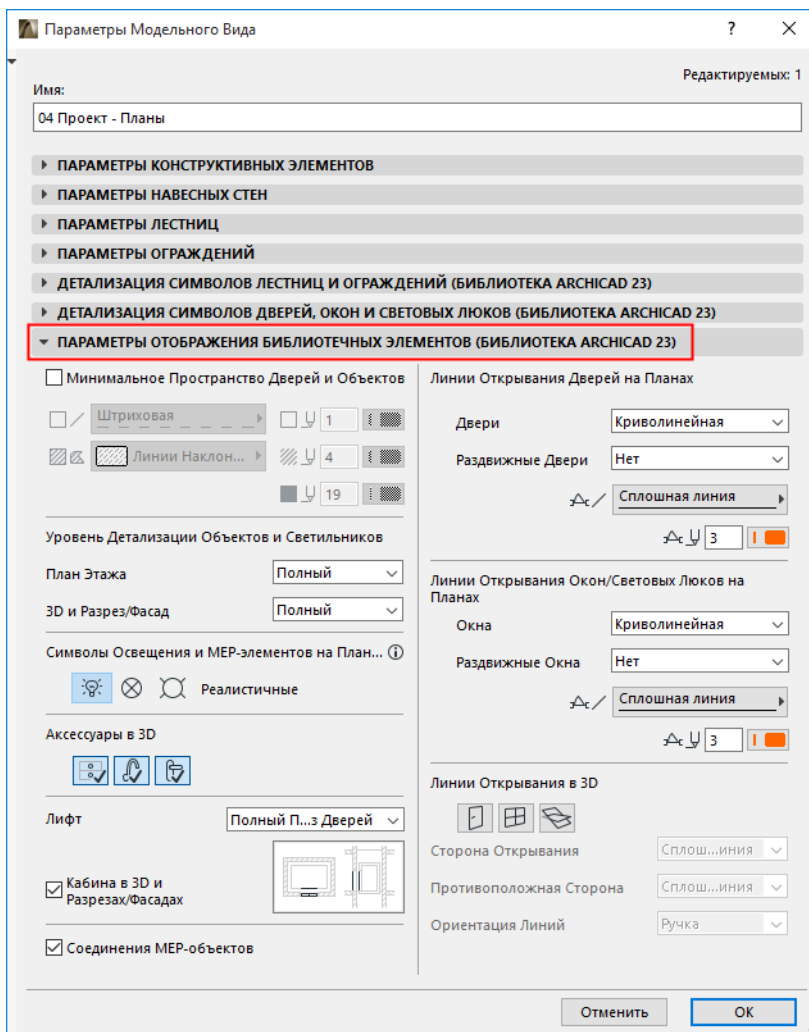 Параметры Модельного Вида
?
Редактируемых: 1
Имя:
04 Проект - Планы
ПАРАМЕТРЫ КОНСТРУКТИВНЫХ ЭЛЕМЕНТОВ
ПАРАМЕТРЫ НАВЕСНЫХ СТЕН
ПАРАМЕТРЫ ЛЕСТНИЦ
ПАРАМЕТРЫ ОГРАЖДЕНИЙ
ДЕТАЛИЗАЦИЯ СИМВОЛОВ ЛЕСТНИЦ И ОГРАЖДЕНИЙ (БИБЛИОТЕКА ARCHICAD 23)
ДЕТАЛИЗАЦИЯ СИМВОЛОВ ДВЕРЕЙ, ОКОН И СВЕТОВЫХ ЛЮКОВ (БИБЛИОТЕКА ARCHICAD 23)
ПАРАМЕТРЫ ОТОБРАЖЕНИЯ БИБЛИОТЕЧНЫХ ЭЛЕМЕНТОВ (БИБЛИОТЕКА ARCHICAD 23)
Минимальное Пространство Дверей и Объектов
Штриховая
1
Линии Наклон...
4
19
Уровень Детализации Объектов и Светильников
План Этажа
Полный
3D и Разрез/Фасад
Полный
Символы Освещения и MEP-элементов на План...
Реалистичные
Аксессуары в 3D
Лифт
Полный П...з Дверей
Кабина в 3D и
Разрезах/Фасадах
Соединения MEP-объектов
Линии Открывания Дверей на Планах
Двери
Криволинейная
Раздвижные Двери
Нет
Сплошная линия
3
Линии Открывания Окон/Световых Люков на
Планах
Окна
Криволинейная
Раздвижные Окна
Нет
Сплошная линия
3
Линии Открывания в 3D
Сторона Открывания
Сплош...иния
Противоположная Сторона
Сплош...иния
Ориентация Линий
Ручка
Отменить
OK